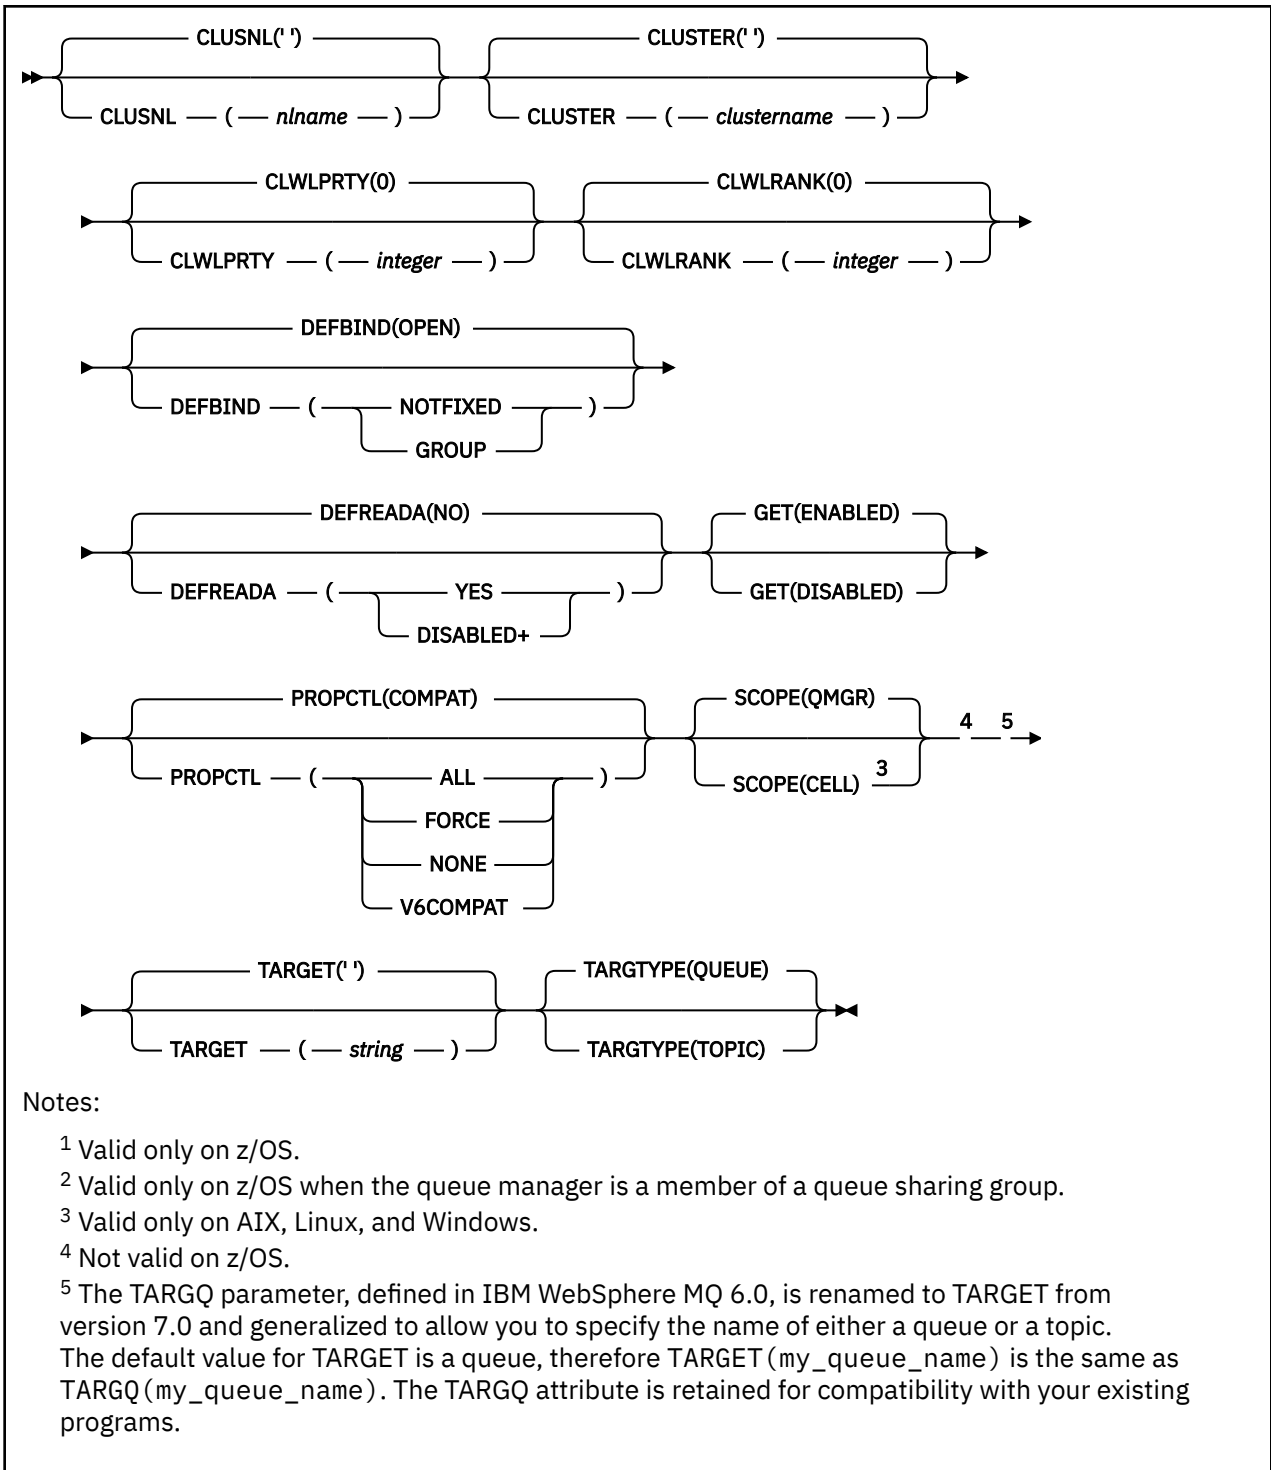 CLUSNL(' ') CLUSTER(' ')
CLUSNL ( nlname ) CLUSTER ( clustername )
CLWLPRTY(0) CLWLRANK(0)
CLWLPRTY ( integer ) CLWLRANK ( integer )
DEFBIND(OPEN)
DEFBIND ( NOTFIXED )
GROUP
DEFREADA(NO) GET(ENABLED)
DEFREADA ( YES ) GET(DISABLED)
DISABLED+
PROPCTL(COMPAT) SCOPE(QMGR) 4 5
PROPCTL ( ALL ) SCOPE(CELL) 3
FORCE
NONE
V6COMPAT
TARGET(' ') TARGTYPE(QUEUE)
TARGET ( string ) TARGTYPE(TOPIC)
Notes:
1 Valid only on z/OS.
2 Valid only on z/OS when the queue manager is a member of a queue sharing group.
3 Valid only on AIX, Linux, and Windows.
4 Not valid on z/OS.
5 The TARGQ parameter, defined in IBM WebSphere MQ 6.0, is renamed to TARGET from
version 7.0 and generalized to allow you to specify the name of either a queue or a topic.
The default value for TARGET is a queue, therefore TARGET(my_queue_name) is the same as
TARGQ(my_queue_name). The TARGQ attribute is retained for compatibility with your existing
programs.